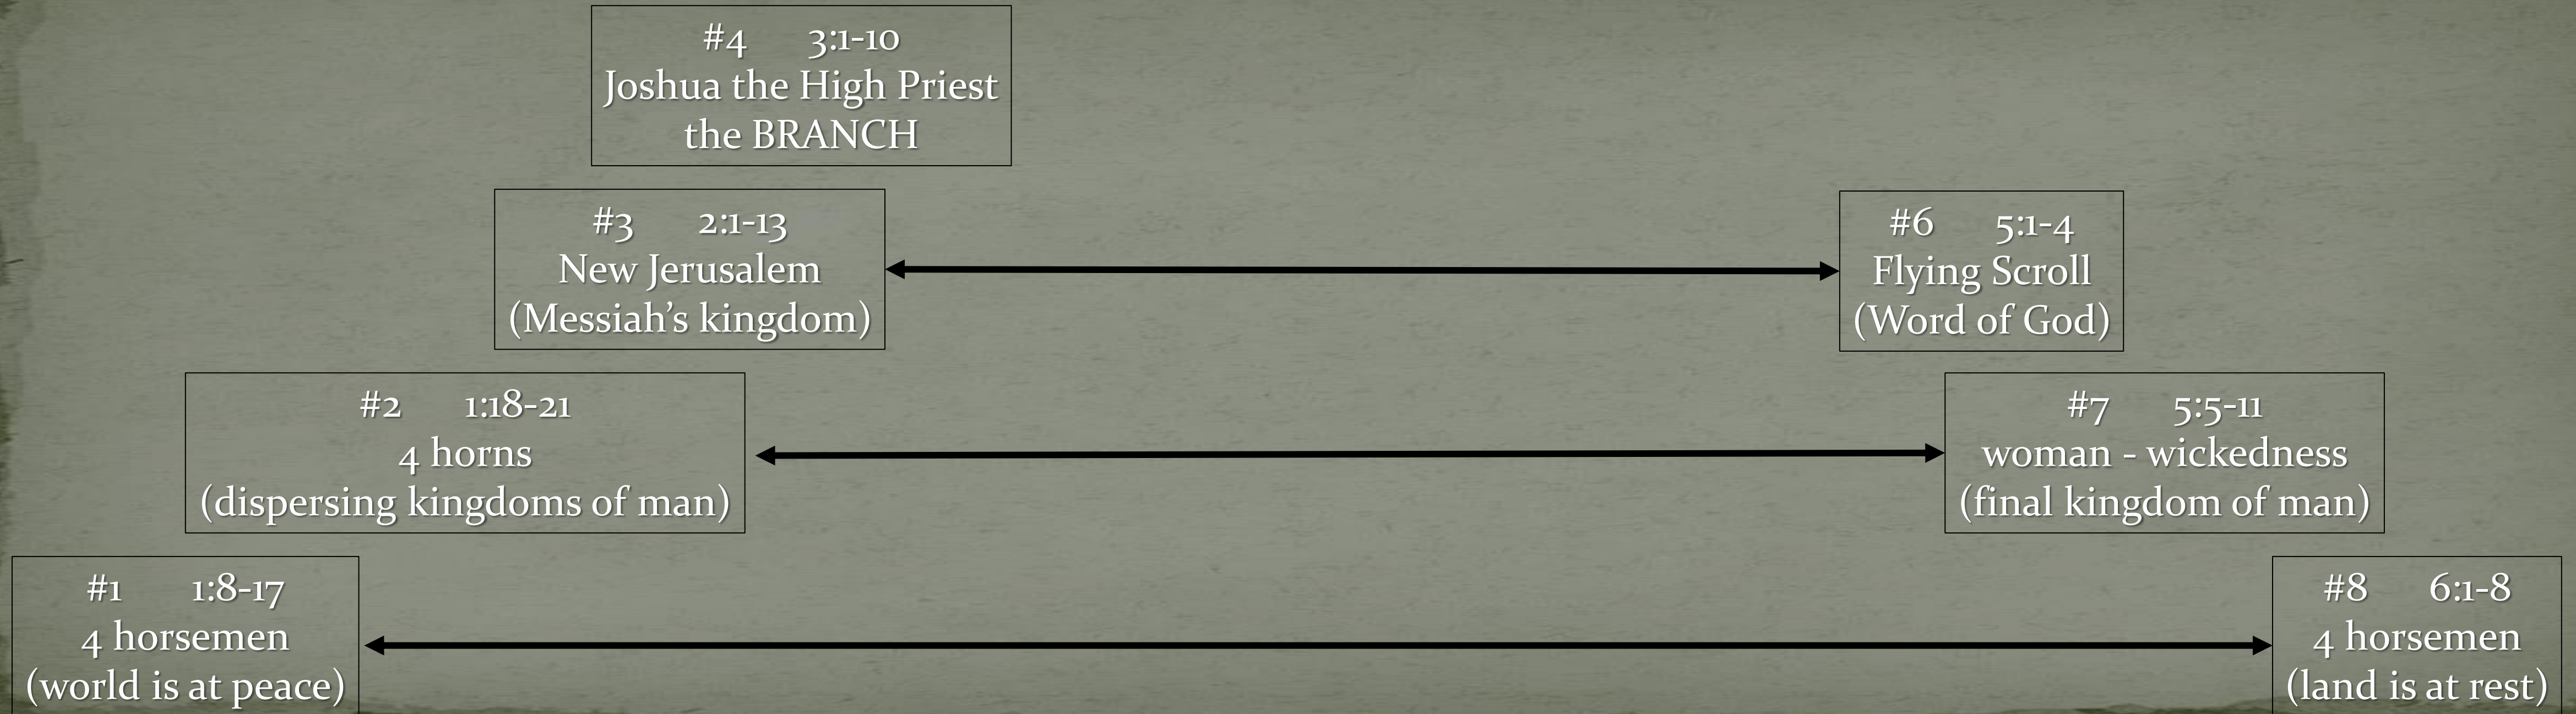 #4 3:1-10
Joshua the High Priest
the BRANCH
#3 2:1-13
New Jerusalem
(Messiah’s kingdom)
#6 5:1-4
Flying Scroll
(Word of God)
#2 1:18-21
4 horns
(dispersing kingdoms of man)
#7 5:5-11
woman - wickedness
(final kingdom of man)
#1 1:8-17
4 horsemen
(world is at peace)
#8 6:1-8
4 horsemen
(land is at rest)